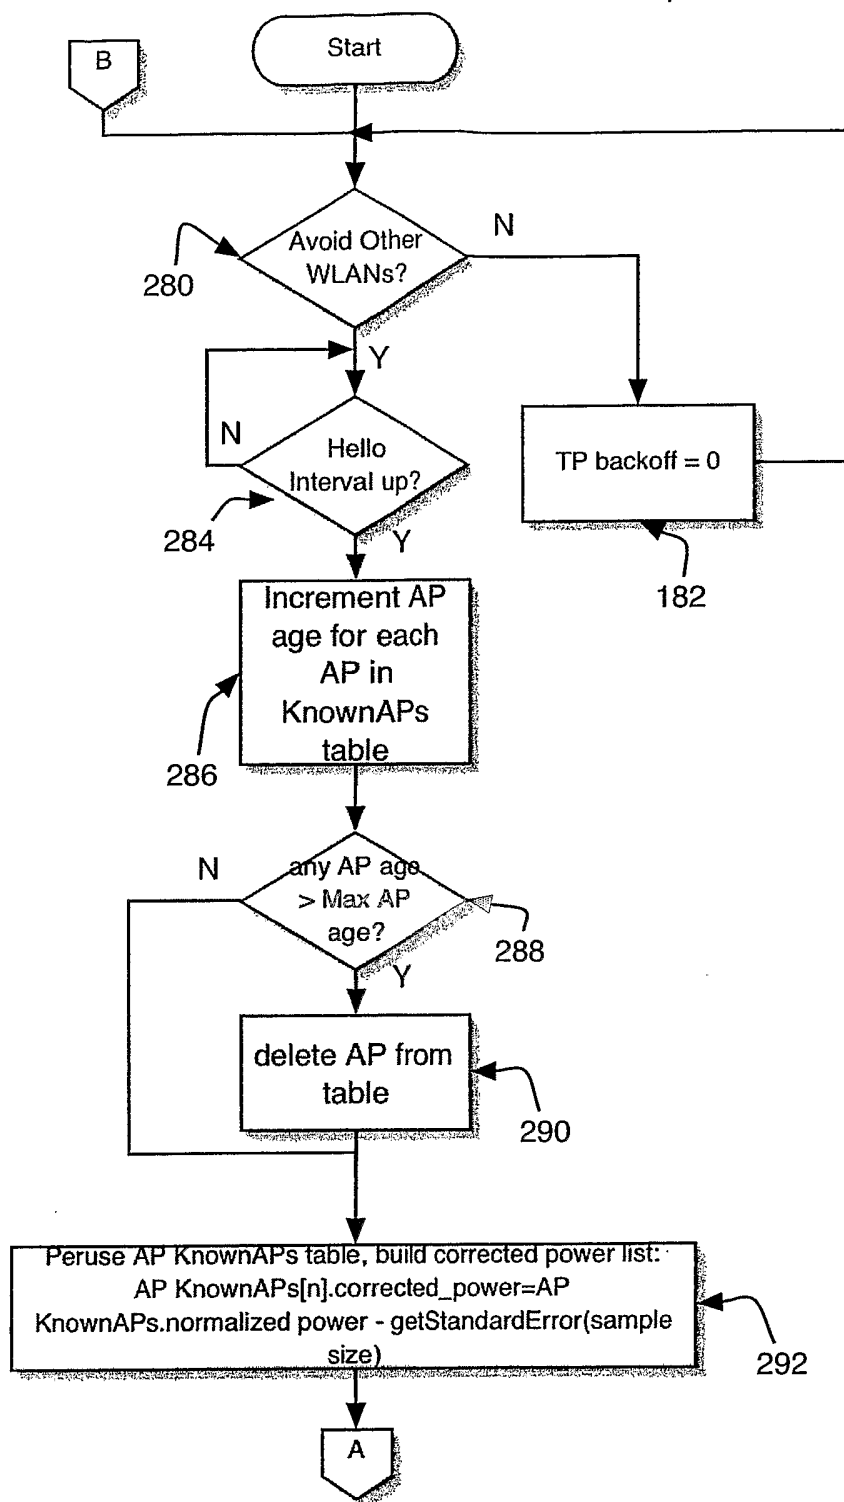 Start
B
Avoid Other
WLANs?
N
280
Y
N
Hello
Interval up?
TP backoff = 0
284
Y
182
Increment AP
age for each
AP in
KnownAPs
table
286
N
any AP age
> Max AP
age?
288
Y
delete AP from
table
290
Peruse AP KnownAPs table, build corrected power list:
AP KnownAPs[n].corrected_power=AP
KnownAPs.normalized power - getStandardError(sample
size)
292
A